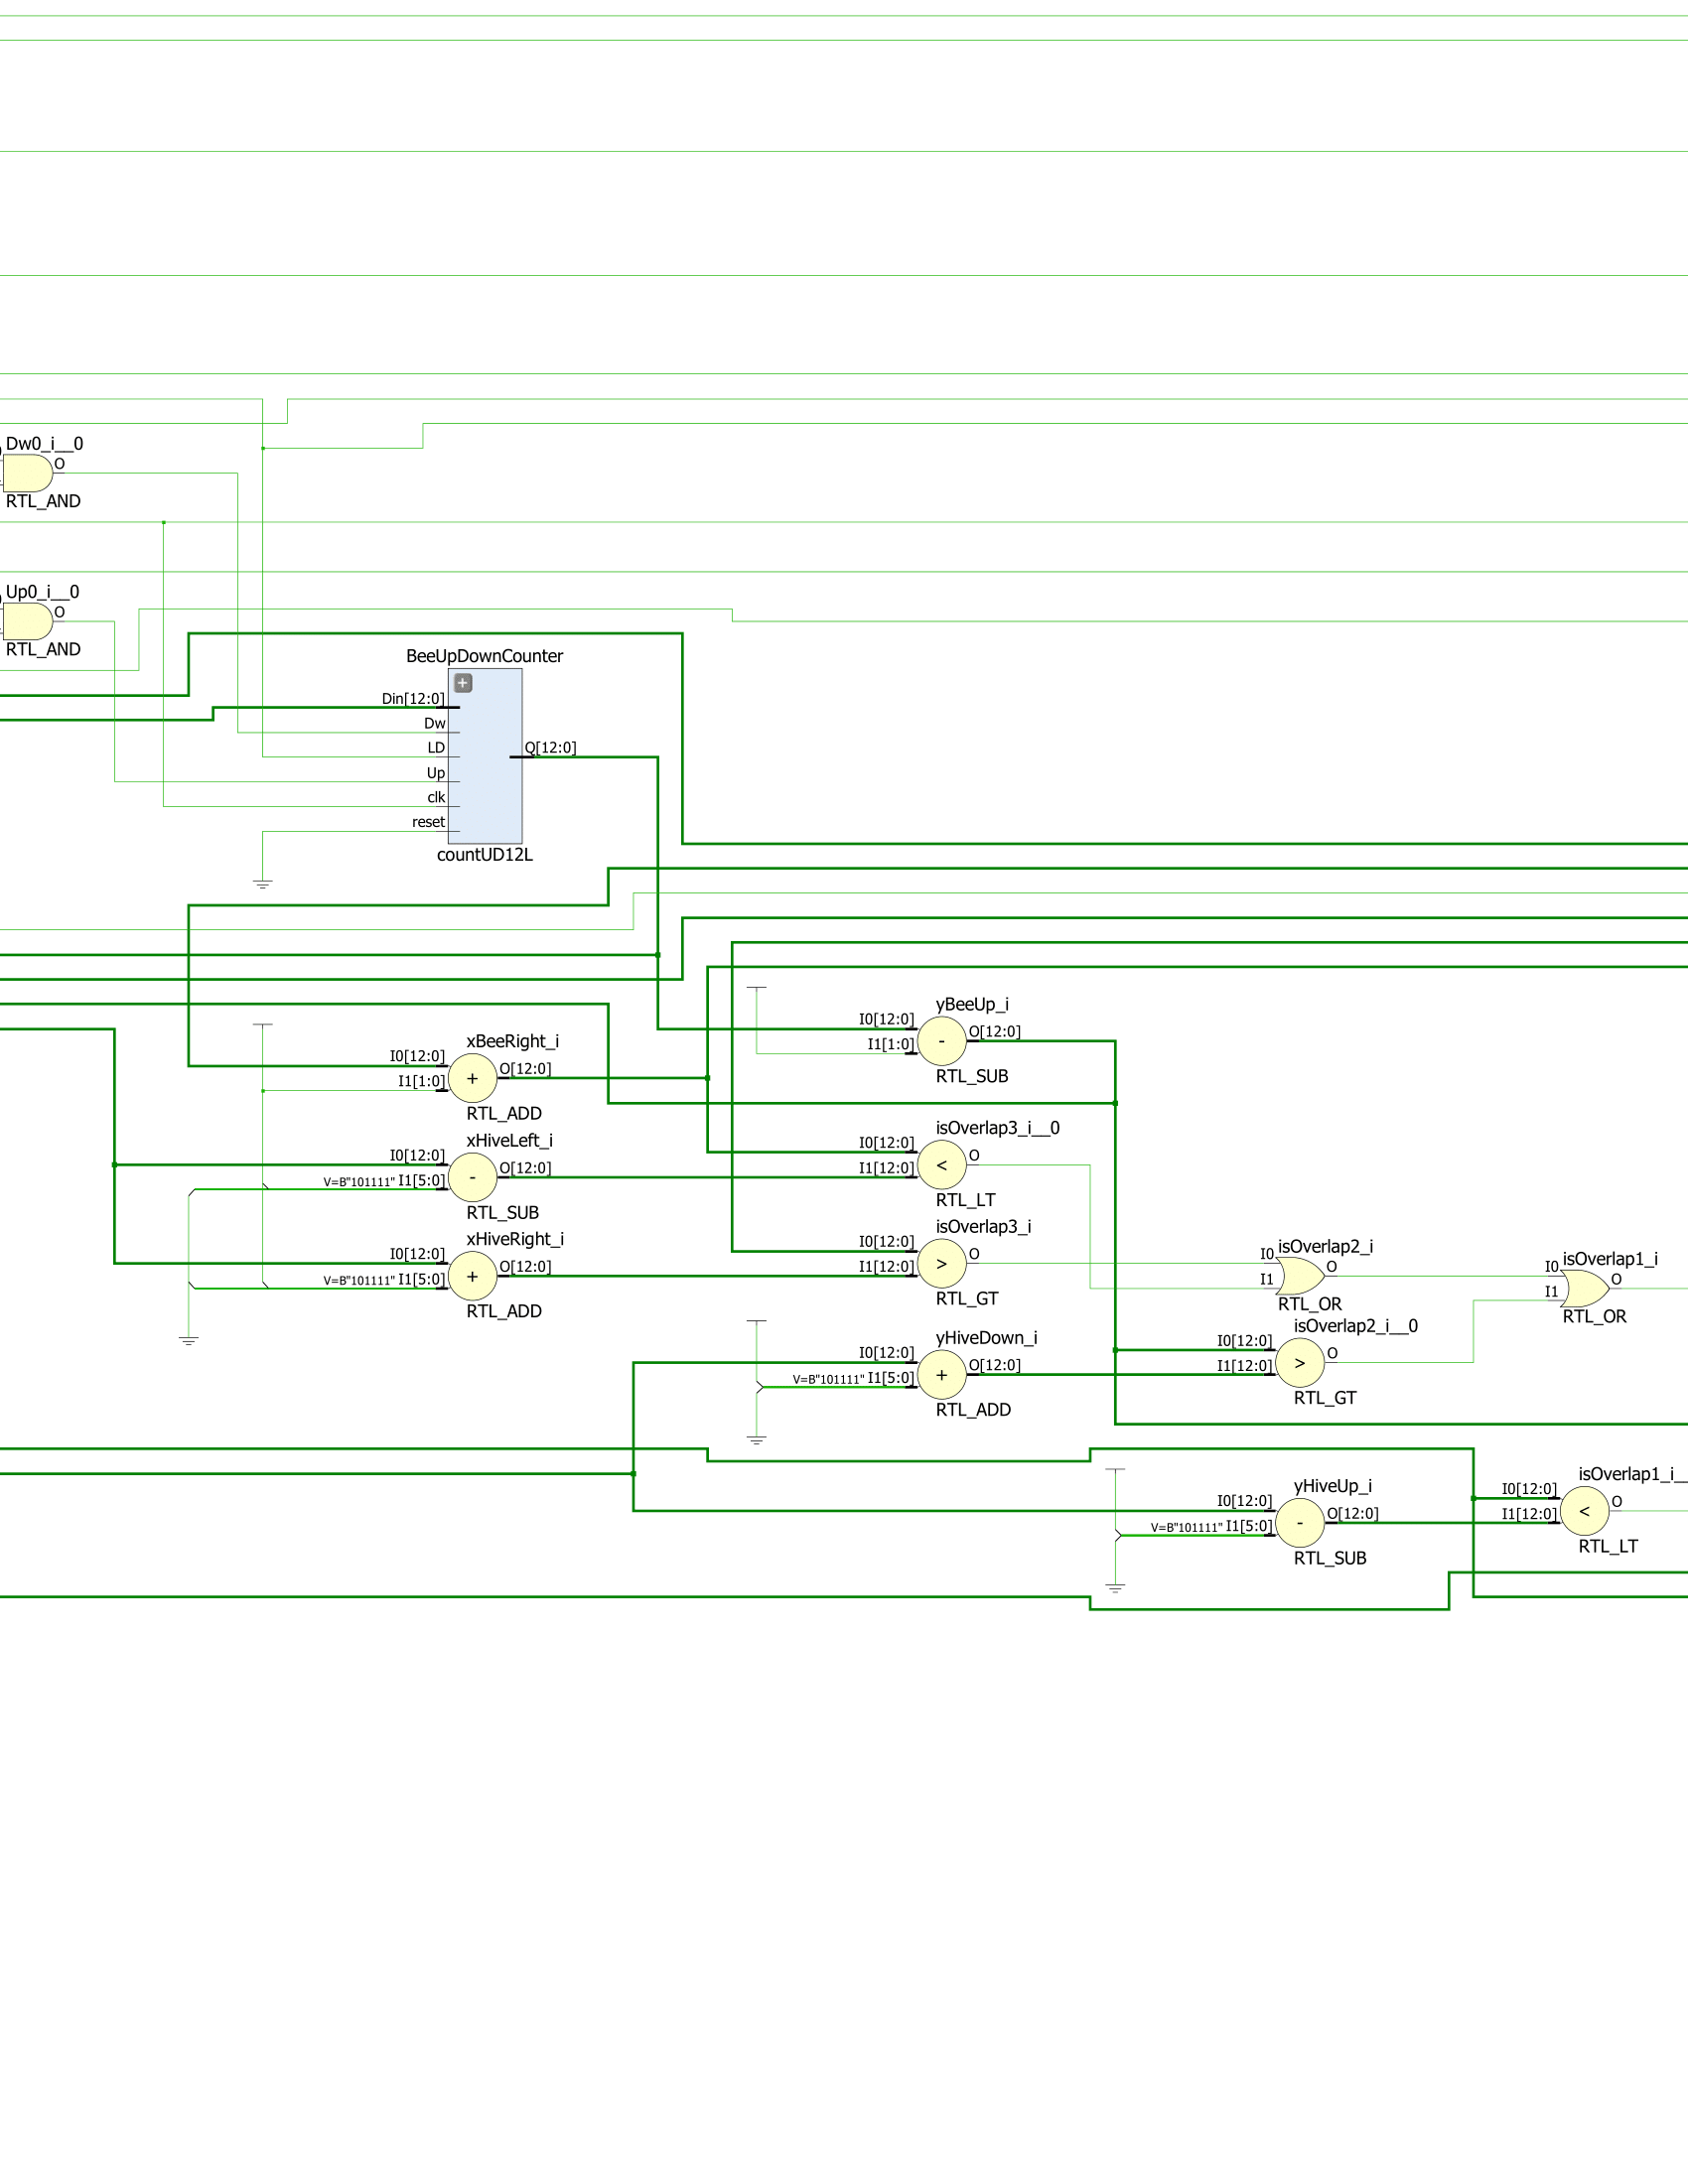 Dw0_i__0
O
RTL_AND
Up0_i__0
O
RTL_AND
BeeUpDownCounter
Din[12:0]
Dw
LD
Q[12:0]
Up
clk
reset
countUD12L
yBeeUp_i
I0[12:0]
O[12:0]
I1[1:0]
-
RTL_SUB
xBeeRight_i
I0[12:0]
O[12:0]
I1[1:0]
+
RTL_ADD
isOverlap3_i__0
I0[12:0]
O
I1[12:0]
<
RTL_LT
xHiveLeft_i
I0[12:0]
O[12:0]
V=B"101111" I1[5:0]
-
RTL_SUB
isOverlap3_i
I0[12:0]
O
I1[12:0]
>
RTL_GT
xHiveRight_i
I0[12:0]
O[12:0]
V=B"101111" I1[5:0]
+
RTL_ADD
isOverlap2_i
I0
O
I1
RTL_OR
isOverlap1_i
I0
O
I1
RTL_OR
isOverlap2_i__0
I0[12:0]
O
I1[12:0]
>
RTL_GT
yHiveDown_i
I0[12:0]
O[12:0]
V=B"101111" I1[5:0]
+
RTL_ADD
yHiveUp_i
I0[12:0]
O[12:0]
V=B"101111" I1[5:0]
-
RTL_SUB
isOverlap1_i__
I0[12:0]
O
I1[12:0]
<
RTL_LT